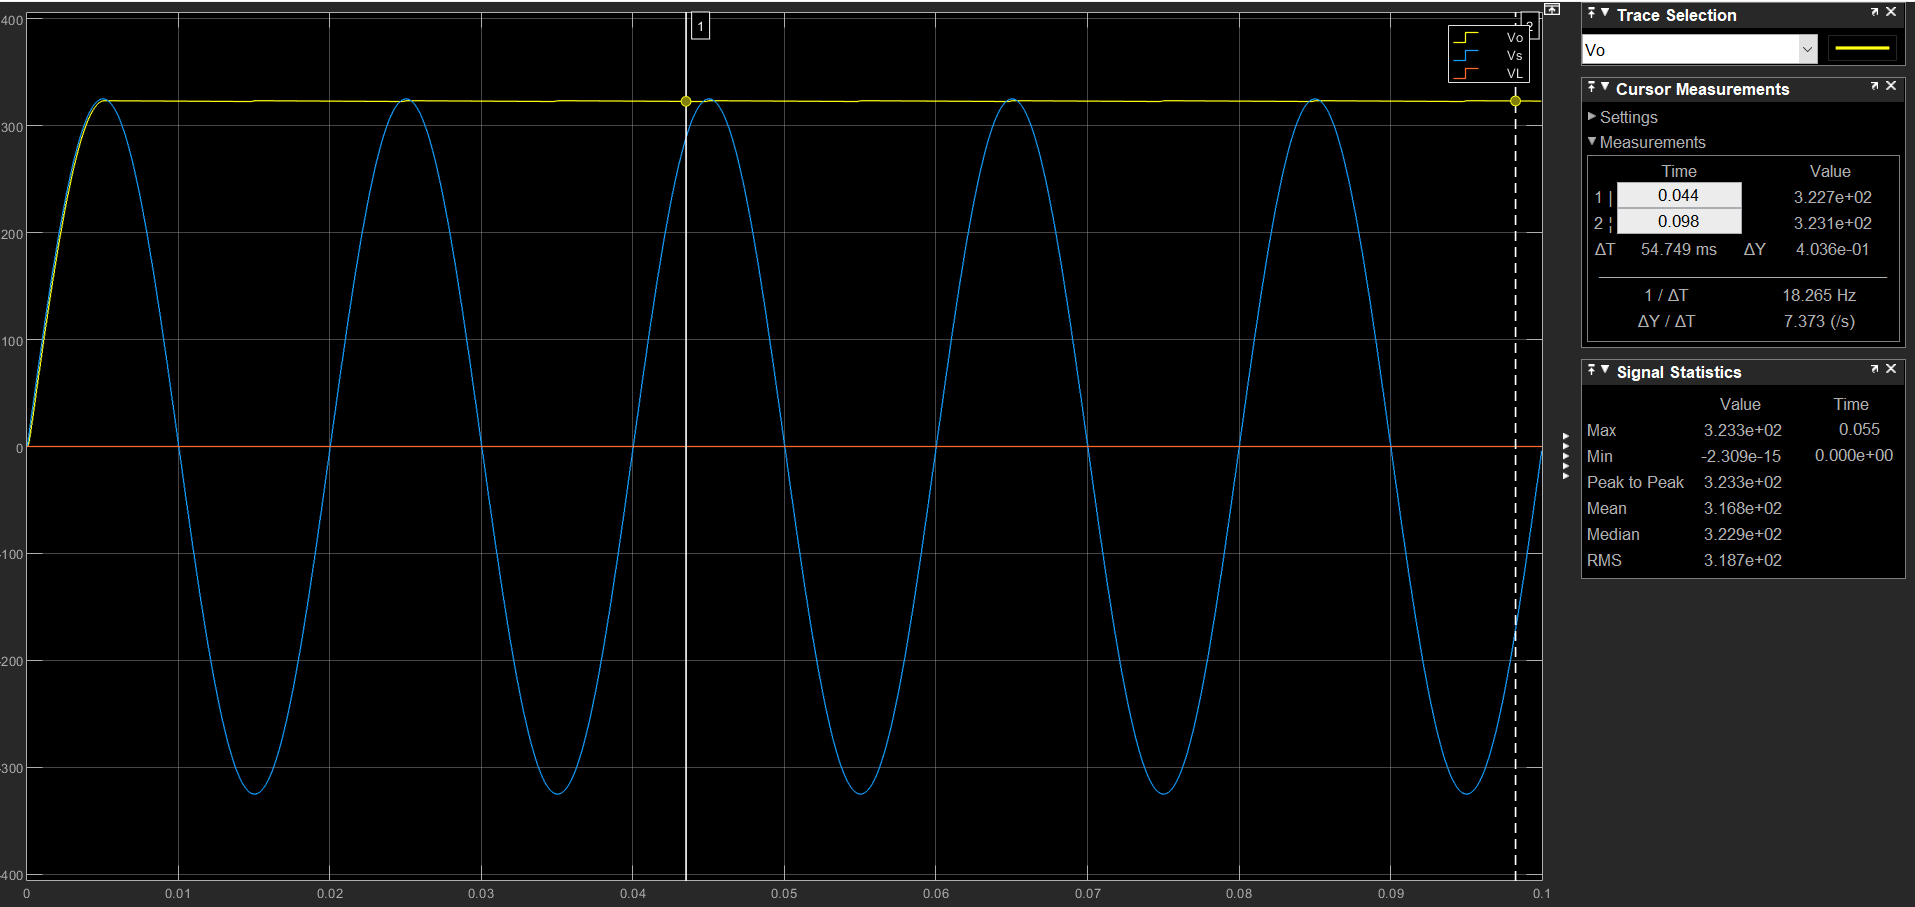 400
300
200
100
0
-100
-200
-300
-400
0
0.01
0.02
0.03
0.04
0.05
0.06
0.07
0.08
0.09
0.1
1
2
Vo
Vs
VL
Trace Selection
Vo
Cursor Measurements
Settings
Measurements
Time Value
1 | 0.044 3.227e+02
2 ¦ 0.098 3.231e+02
ΔT 54.749 ms ΔY 4.036e-01
1 / ΔT 18.265 Hz
ΔY / ΔT 7.373 (/s)
Signal Statistics
Value Time
Max 3.233e+02 0.055
Min -2.309e-15 0.000e+00
Peak to Peak 3.233e+02
Mean 3.168e+02
Median 3.229e+02
RMS 3.187e+02